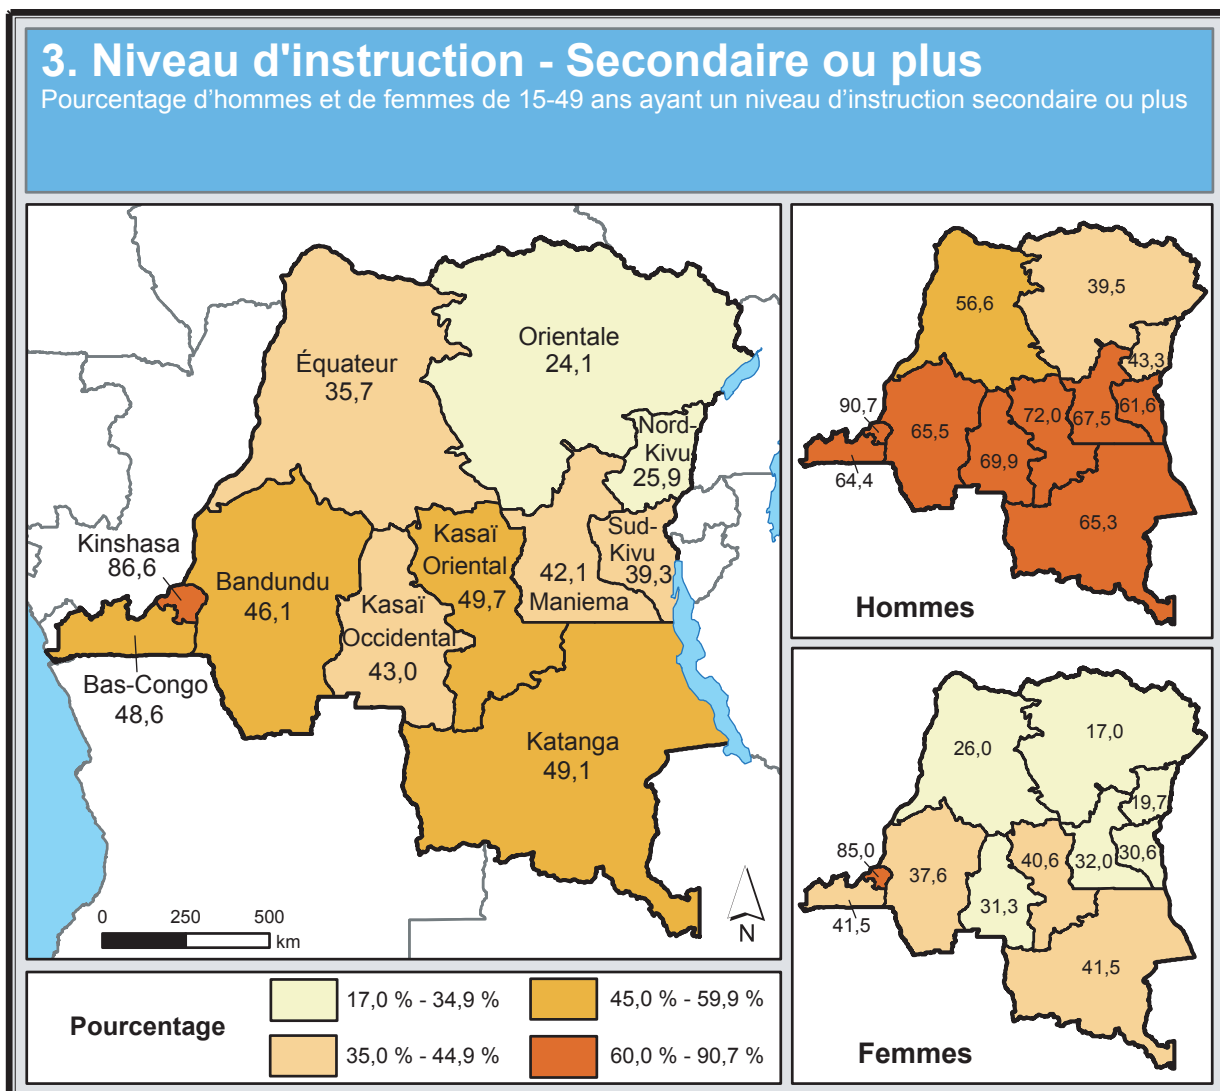 3. Niveau d'instruction - Secondaire ou plus
Pourcentage d’hommes et de femmes de 15-49 ans ayant un niveau d’instruction secondaire ou plus
Orientale
24,1
Équateur
35,7
Nord-
Kivu
25,9
Sud-
Kivu
39,3
Kasaï
Oriental
49,7
42,1
Maniema
Kinshasa
86,6
Bandundu
46,1
Kasaï
Occidental
43,0
Bas-Congo
48,6
Katanga
49,1
0 250 500
km
N
56,6
39,5
43,3
90,7
65,5
72,0
67,5
61,6
69,9
64,4
65,3
Hommes
26,0
17,0
19,7
85,0
37,6
40,6
32,0
30,6
31,3
41,5
41,5
Femmes
Pourcentage
17,0 % - 34,9 %
35,0 % - 44,9 %
45,0 % - 59,9 %
60,0 % - 90,7 %